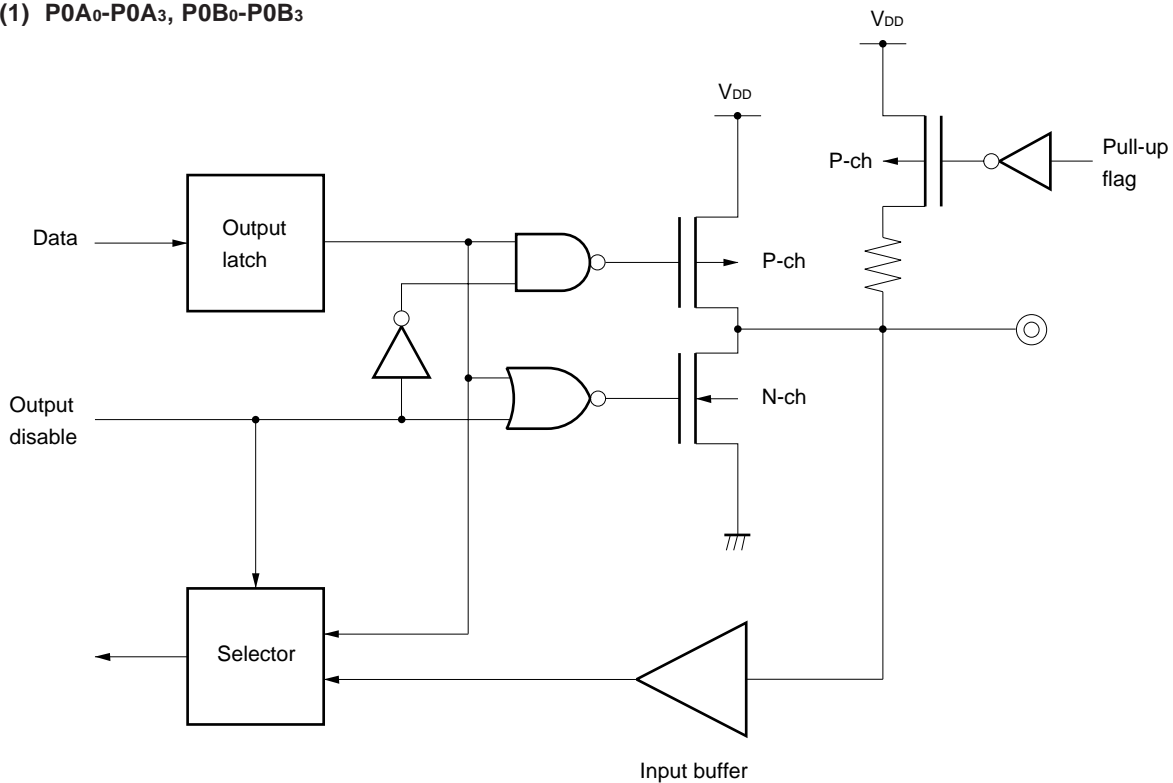 (1) P0A0-P0A3, P0B0-P0B3
VDD
VDD
P-ch
Pull-up
flag
Data
Output
latch
P-ch
Output
disable
N-ch
Selector
Input buffer